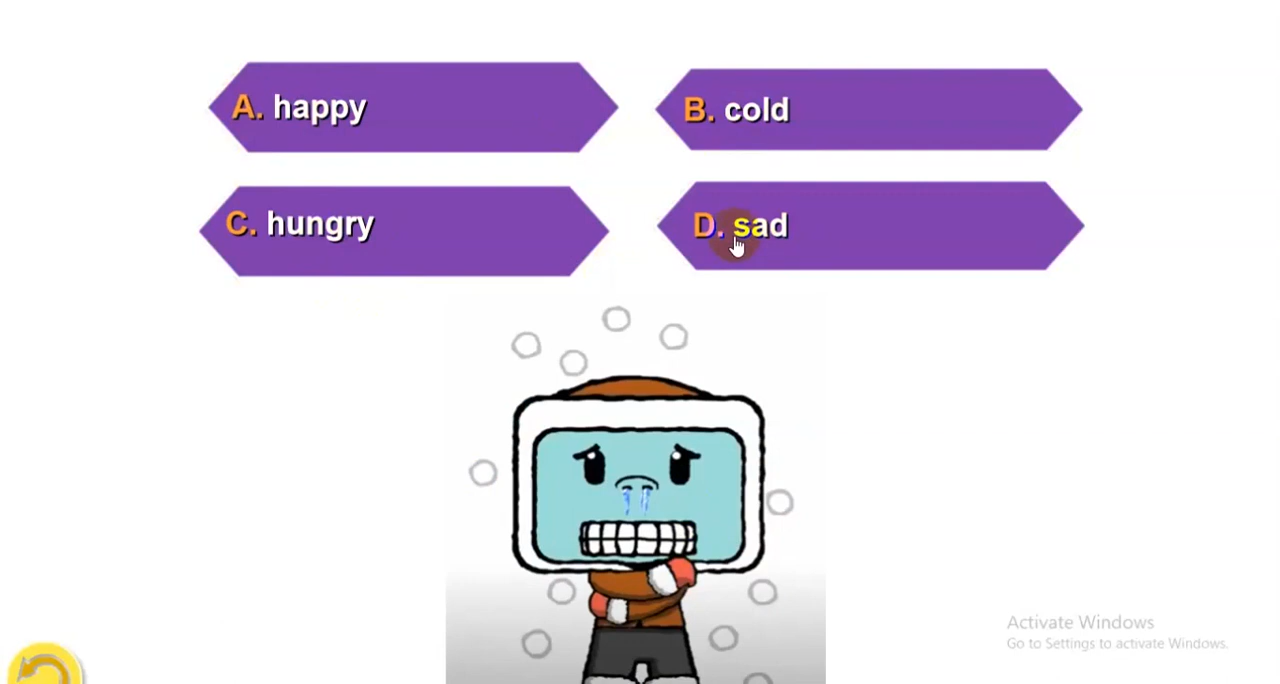 A. happy
B. cold
C. hungry
D. sad
Activate Windows
Go to Settings to activate Windows.